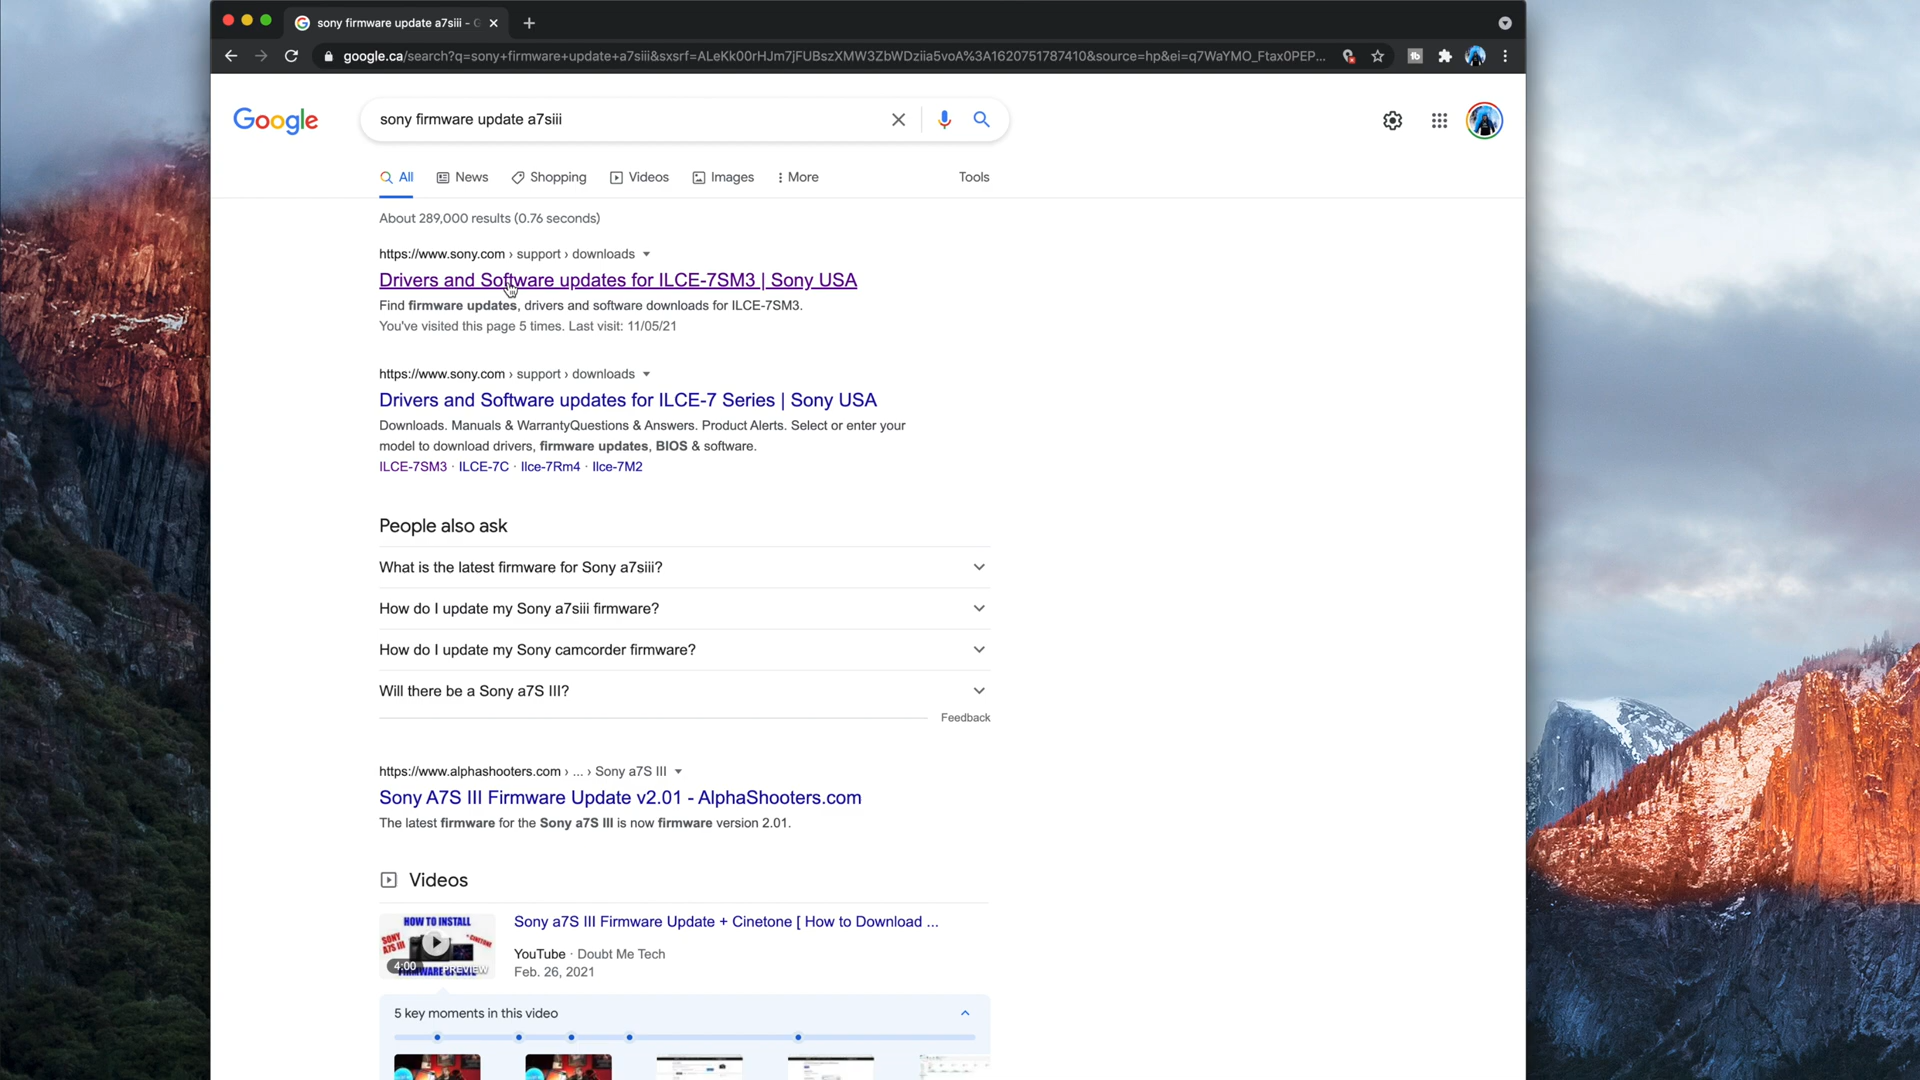 sony firmware update a7siii - G
google.ca/search?q=sony+firmware+update+a7siii&sxsrf=ALeKk00rHJm7jFUBszXMW3ZbWDziia5voA%3A1620751787410&source=hp&ei=q7WaYMO_Ftax0PEP...
Google
sony firmware update a7siii
All News Shopping Videos Images More Tools
About 289,000 results (0.76 seconds)
https://www.sony.com › support › downloads
Drivers and Software updates for ILCE-7SM3 | Sony USA
Find firmware updates, drivers and software downloads for ILCE-7SM3.
You've visited this page 5 times. Last visit: 11/05/21
https://www.sony.com › support › downloads
Drivers and Software updates for ILCE-7 Series | Sony USA
Downloads. Manuals & WarrantyQuestions & Answers. Product Alerts. Select or enter your
model to download drivers, firmware updates, BIOS & software.
ILCE-7SM3 · ILCE-7C · Ilce-7Rm4 · Ilce-7M2
People also ask
What is the latest firmware for Sony a7siii?
How do I update my Sony a7siii firmware?
How do I update my Sony camcorder firmware?
Will there be a Sony a7S III?
Feedback
https://www.alphashooters.com › ... › Sony a7S III
Sony A7S III Firmware Update v2.01 - AlphaShooters.com
The latest firmware for the Sony a7S III is now firmware version 2.01.
Videos
HOW TO INSTALL
SONY
A7S III
+ CINETONE
4:00 PREVIEW
FIRMWARE UPDATE
Sony a7S III Firmware Update + Cinetone [ How to Download ...
YouTube · Doubt Me Tech
Feb. 26, 2021
5 key moments in this video